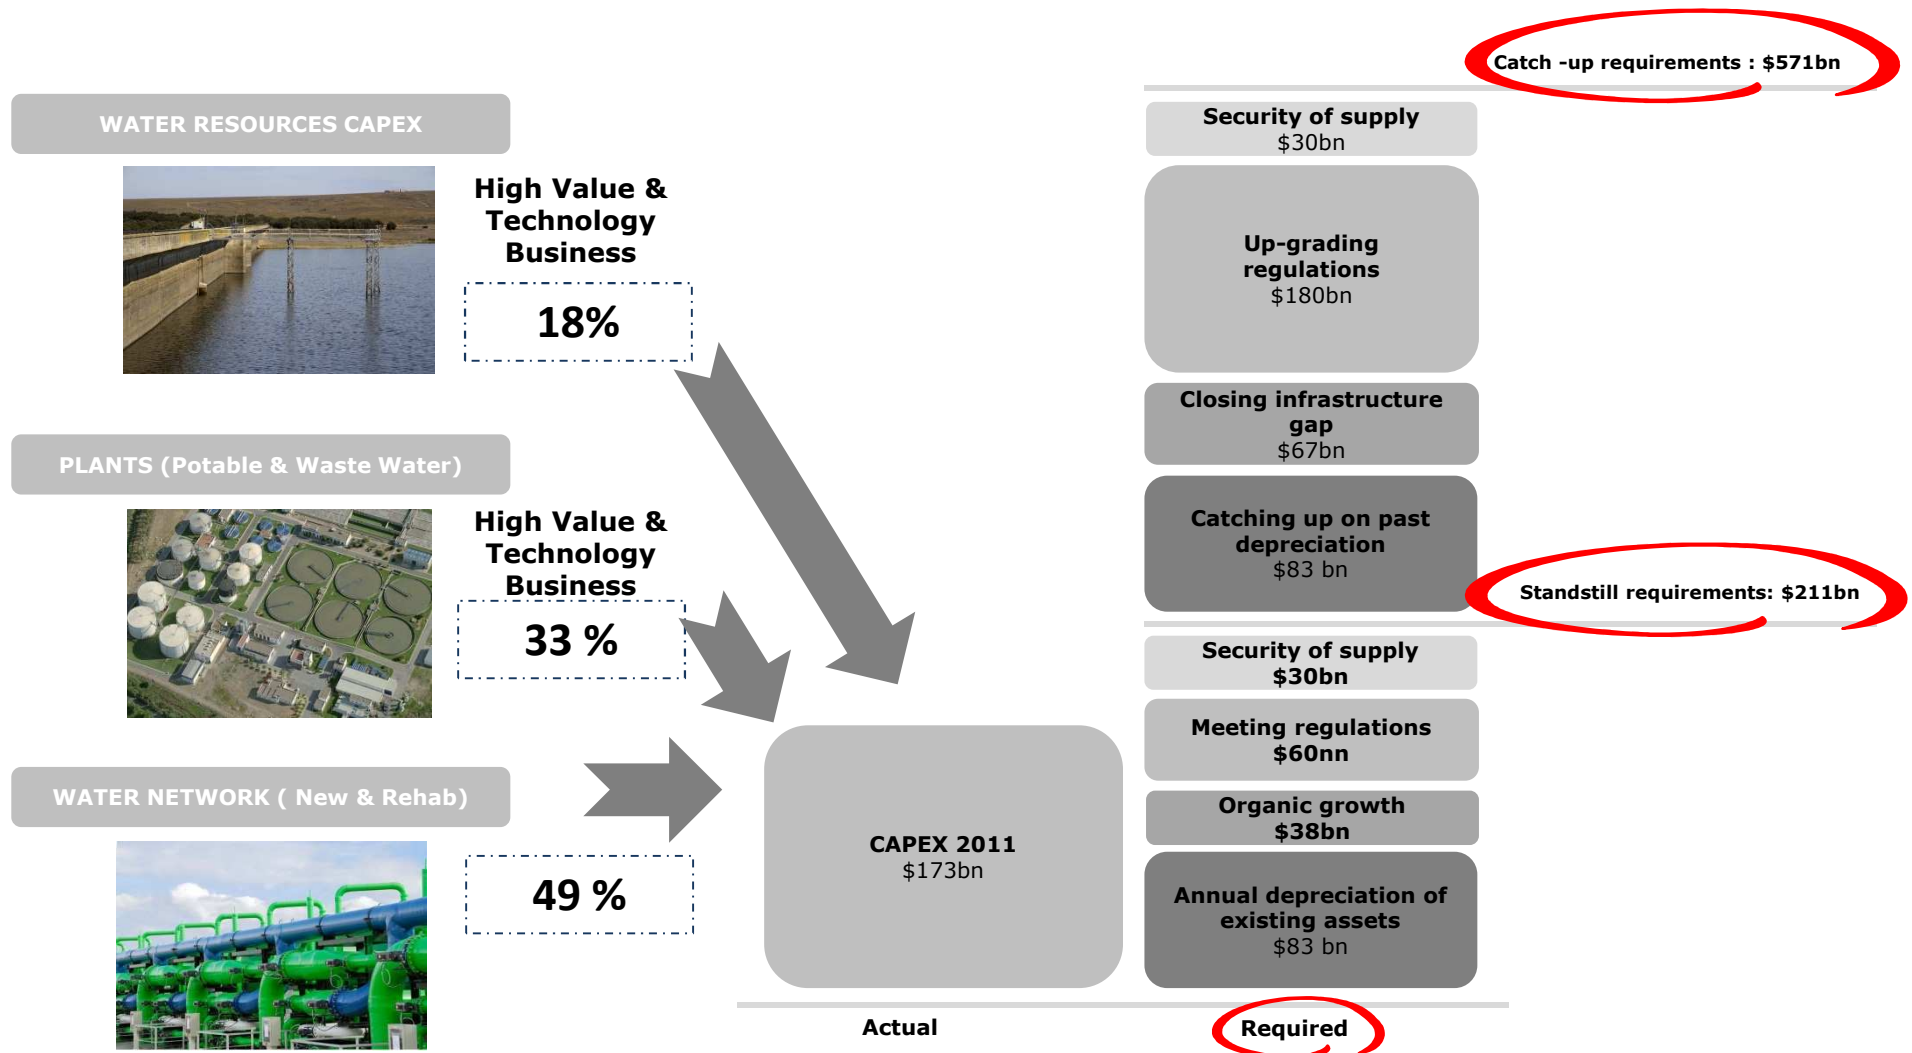 WATER RESOURCES CAPEX
High Value &
Technology
Business
18%
PLANTS (Potable & Waste Water)
High Value &
Technology
Business
33 %
WATER NETWORK ( New & Rehab)
49 %
CAPEX 2011
$173bn
Actual
Catch -up requirements : $571bn
Security of supply
$30bn
Up-grading
regulations
$180bn
Closing infrastructure
gap
$67bn
Catching up on past
depreciation
$83 bn
Standstill requirements: $211bn
Security of supply
$30bn
Meeting regulations
$60nn
Organic growth
$38bn
Annual depreciation of
existing assets
$83 bn
Required